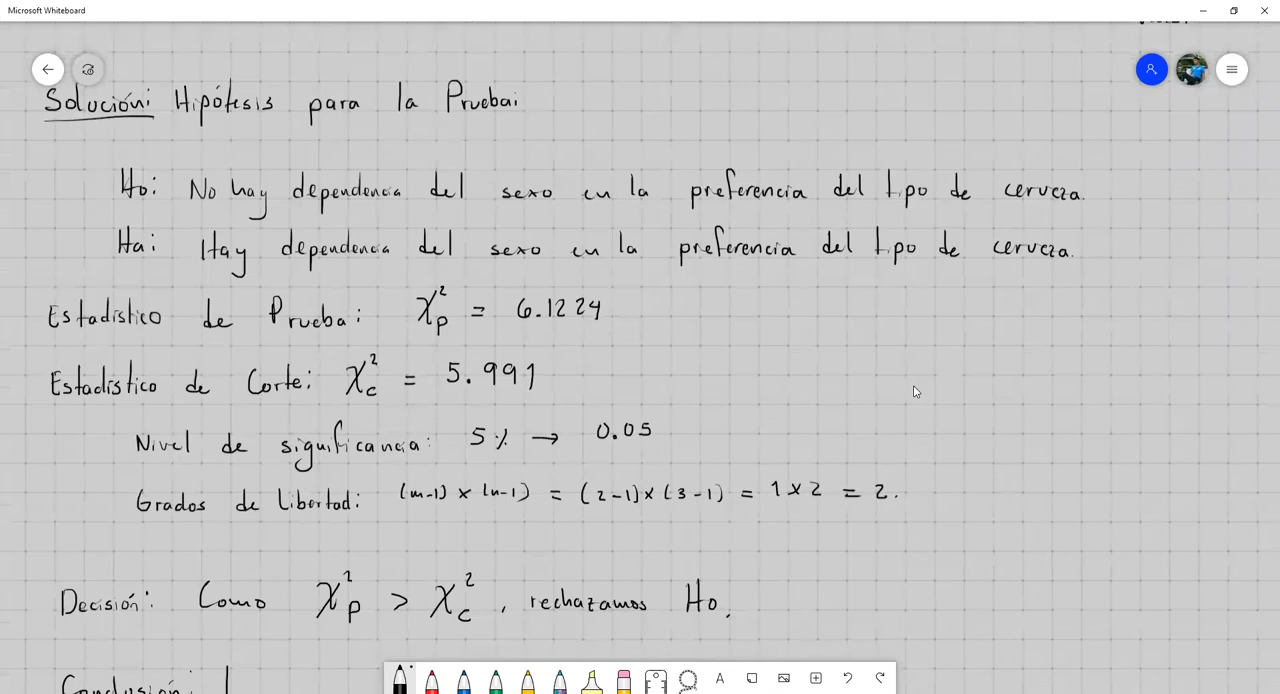 Microsoft Whiteboard
Solución: Hipótesis para la Prueba:
Ho: No hay dependencia del sexo en la preferencia del tipo de cerveza.
Ha: Hay dependencia del sexo en la preferencia del tipo de cerveza.
Estadístico de Prueba: χ²p = 6.1224
Estadístico de Corte: χ²c = 5.991
Nivel de significancia: 5% → 0.05
Grados de Libertad: (m-1) x (n-1) = (2-1)x(3-1) = 1x2 = 2.
Decisión: Como χ²p > χ²c, rechazamos Ho.
Conclusión: